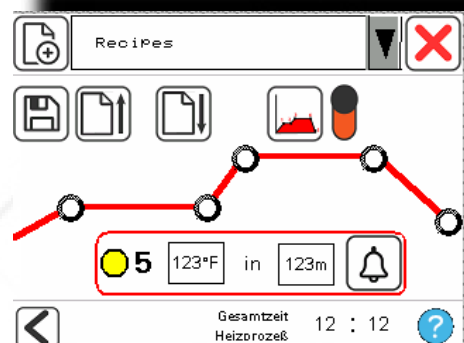 Recipes
5 123°F in 123m
Gesamtzeit 12 : 12
Heizprozeß
?